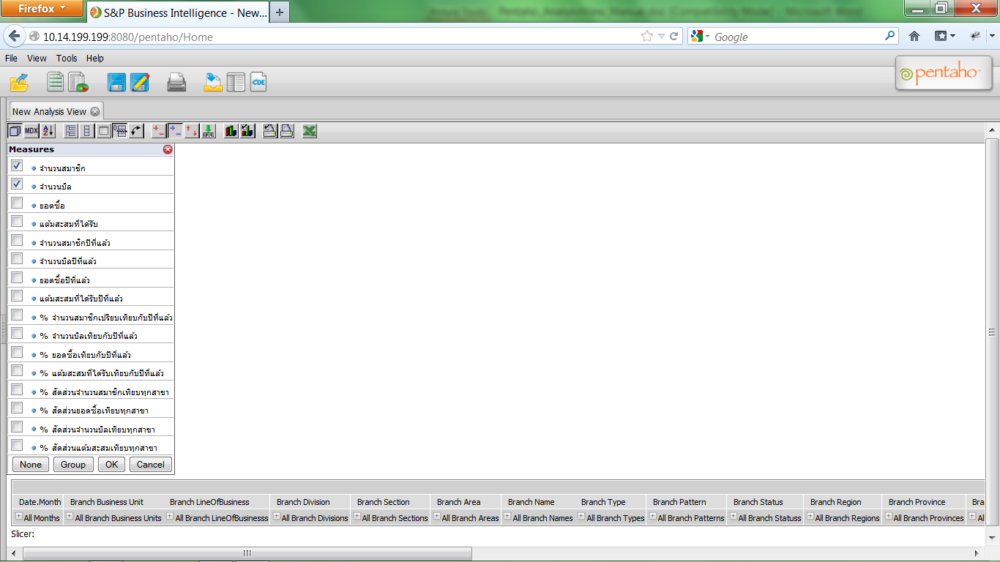 Firefox
S&P Business Intelligence - New...
Pentaho_AnalysisView_Manual.doc [Compatibility Mode] - Microsoft Word
10.14.199.199:8080/pentaho/Home
Google
File View Tools Help
CDE
pentaho
New Analysis View
MDX
Measures
จำนวนสมาชิก
จำนวนบิล
ยอดซื้อ
แต้มสะสมที่ได้รับ
จำนวนสมาชิกปีที่แล้ว
จำนวนบิลปีที่แล้ว
ยอดซื้อปีที่แล้ว
แต้มสะสมที่ได้รับปีที่แล้ว
% จำนวนสมาชิกเปรียบเทียบกับปีที่แล้ว
% จำนวนบิลเทียบกับปีที่แล้ว
% ยอดซื้อเทียบกับปีที่แล้ว
% แต้มสะสมที่ได้รับเทียบกับปีที่แล้ว
% สัดส่วนจำนวนสมาชิกเทียบทุกสาขา
% สัดส่วนยอดซื้อเทียบทุกสาขา
% สัดส่วนจำนวนบิลเทียบทุกสาขา
% สัดส่วนแต้มสะสมเทียบทุกสาขา
None Group OK Cancel
Date.Month Branch Business Unit Branch LineOfBusiness Branch Division Branch Section Branch Area Branch Name Branch Type Branch Pattern Branch Status Branch Region Branch Province Bra
All Months All Branch Business Units All Branch LineOfBusinesss All Branch Divisions All Branch Sections All Branch Areas All Branch Names All Branch Types All Branch Patterns All Branch Statuss All Branch Regions All Branch Provinces Al
Slicer: